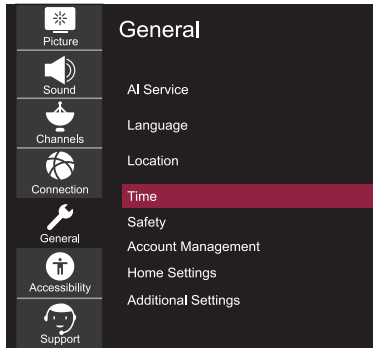 Picture
Sound
Channels
Connection
General
Accessibility
Support
General
AI Service
Language
Location
Time
Safety
Account Management
Home Settings
Additional Settings